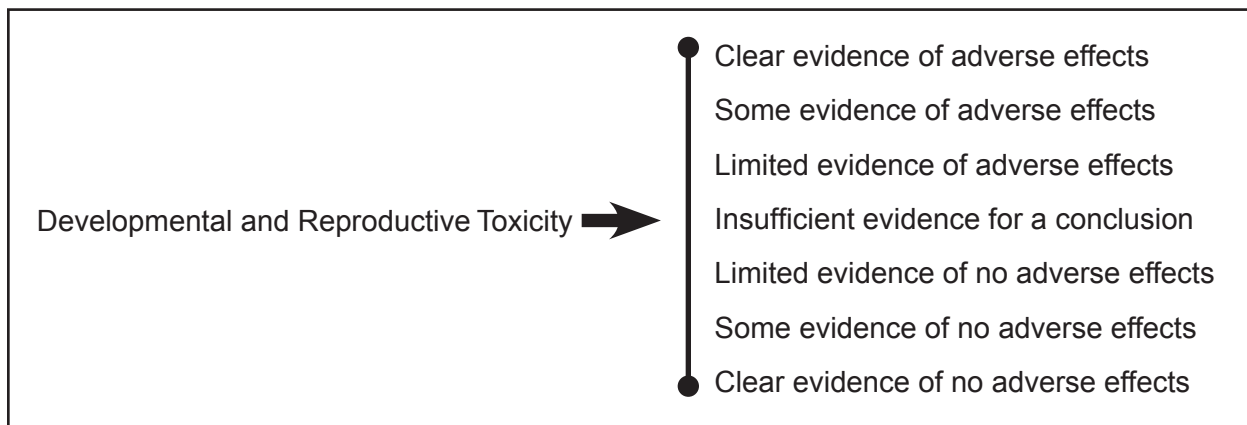 Clear evidence of adverse effects
Some evidence of adverse effects
Limited evidence of adverse effects
Developmental and Reproductive Toxicity
Insufficient evidence for a conclusion
Limited evidence of no adverse effects
Some evidence of no adverse effects
Clear evidence of no adverse effects